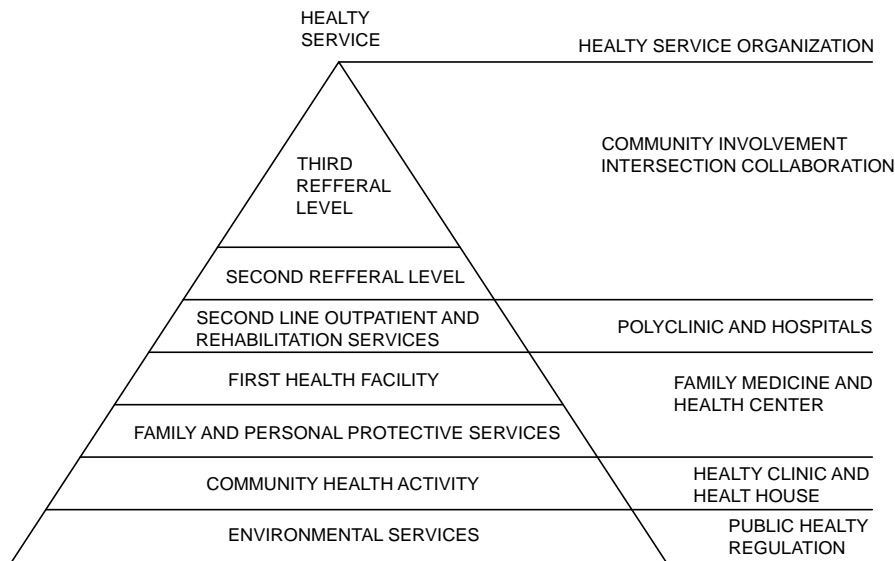 HEALTY
SERVICE
HEALTY SERVICE ORGANIZATION
THIRD
REFFERAL
LEVEL
COMMUNITY INVOLVEMENT
INTERSECTION COLLABORATION
SECOND REFFERAL LEVEL
SECOND LINE OUTPATIENT AND
REHABILITATION SERVICES
POLYCLINIC AND HOSPITALS
FIRST HEALTH FACILITY
FAMILY MEDICINE AND
HEALTH CENTER
FAMILY AND PERSONAL PROTECTIVE SERVICES
COMMUNITY HEALTH ACTIVITY
HEALTY CLINIC AND
HEALT HOUSE
ENVIRONMENTAL SERVICES
PUBLIC HEALTY
REGULATION